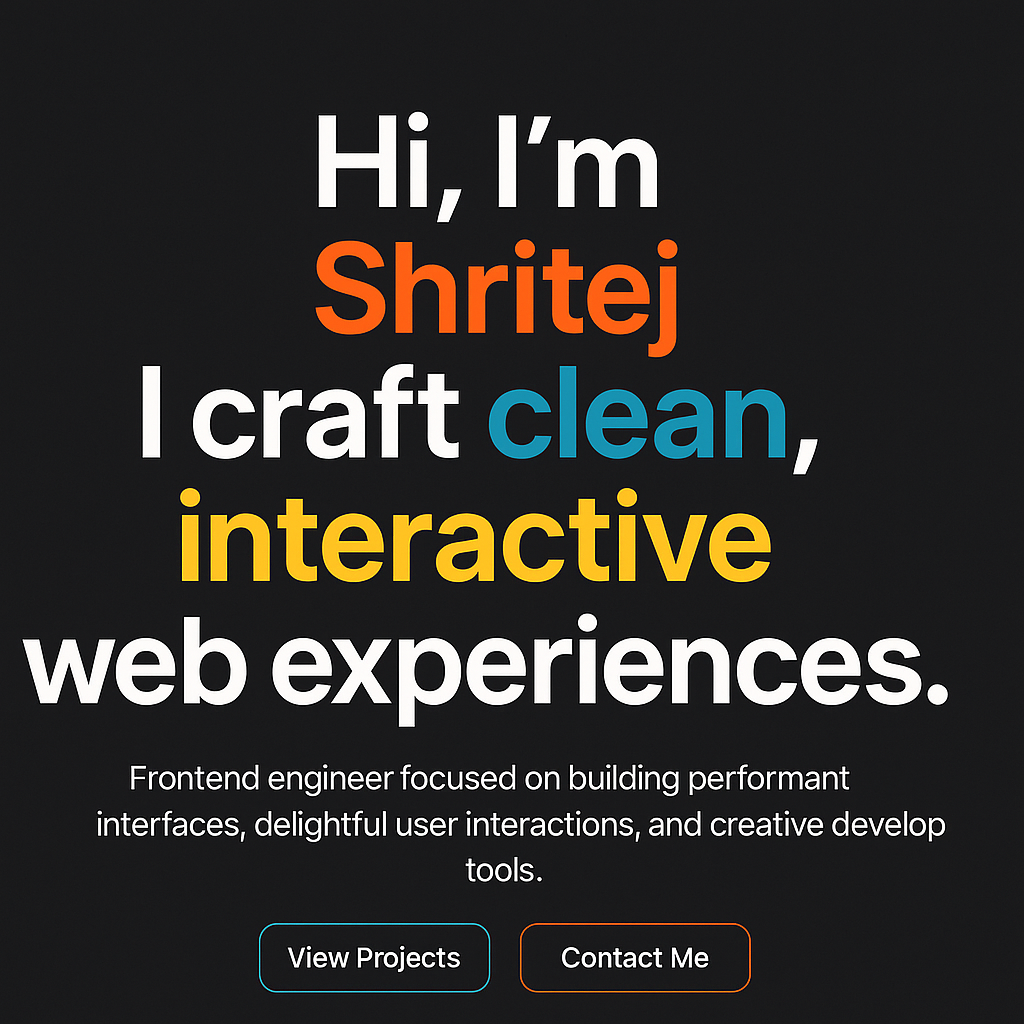 Hi, I’m
Shritej
I craft clean,
interactive
web experiences.
Frontend engineer focused on building performant
interfaces, delightful user interactions, and creative develop
tools.
View Projects
Contact Me